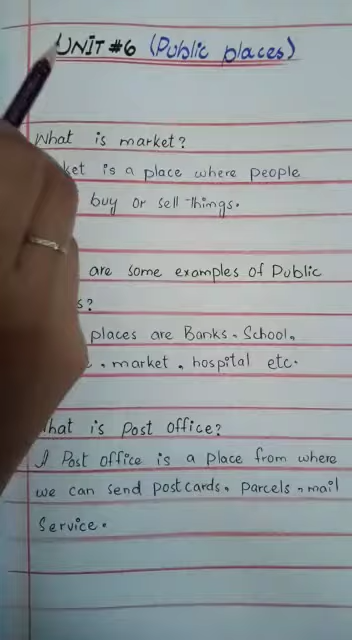 UNIT #6 (Public places)
What is market?
ket is a place where people
buy or sell things.
are some examples of Public
s?
places are Banks, School,
, market, hospital etc.
hat is Post office?
A Post office is a place from where
we can send postcards, parcels, mail
Service.